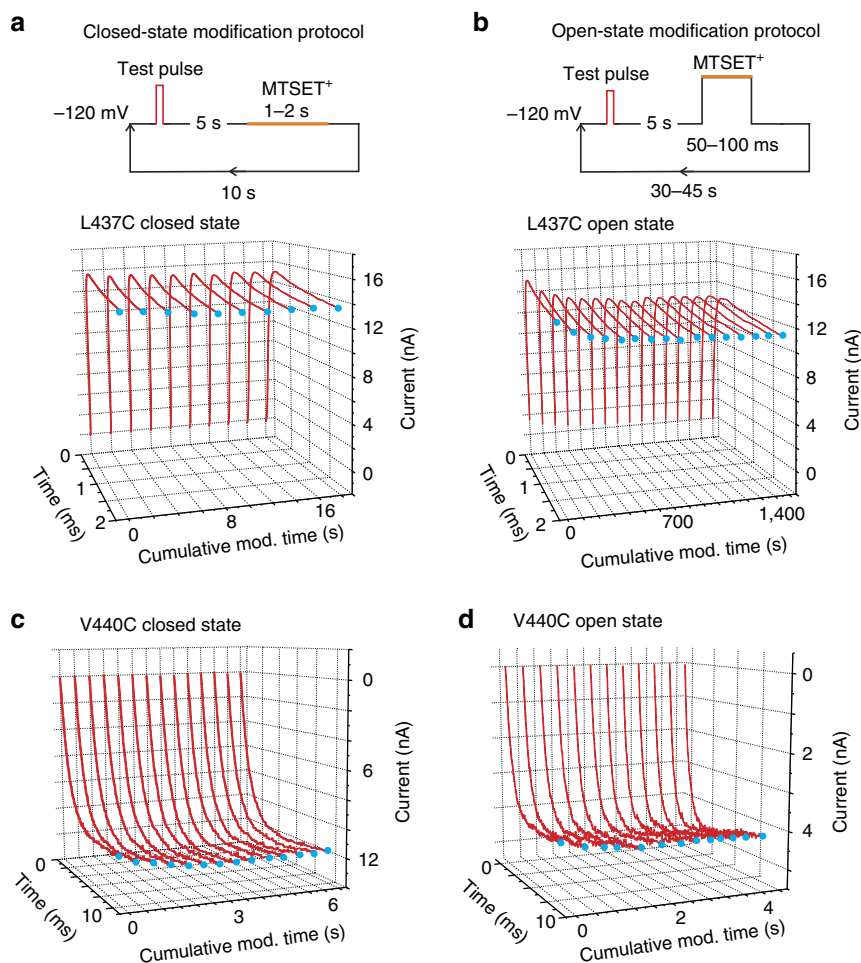 a
Closed-state modification protocol
Test pulse
MTSET+
1–2 s
–120 mV
5 s
10 s
L437C closed state
16
12
8
4
0
Current (nA)
0
1
2
Time (ms)
0
8
16
Cumulative mod. time (s)
b
Open-state modification protocol
MTSET+
Test pulse
–120 mV
5 s
50–100 ms
30–45 s
L437C open state
16
12
8
4
0
Current (nA)
0
1
2
Time (ms)
0
700
1,400
Cumulative mod. time (s)
c
V440C closed state
0
6
12
Current (nA)
0
10
Time (ms)
0
3
6
Cumulative mod. time (s)
d
V440C open state
0
2
4
Current (nA)
0
10
Time (ms)
0
2
4
Cumulative mod. time (s)